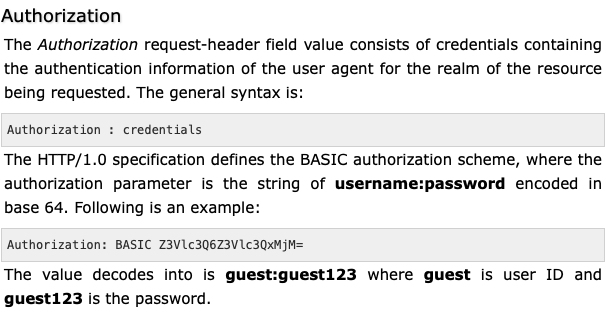 Authorization
The Authorization request-header field value consists of credentials containing
the authentication information of the user agent for the realm of the resource
being requested. The general syntax is:
Authorization : credentials
The HTTP/1.0 specification defines the BASIC authorization scheme, where the
authorization parameter is the string of username:password encoded in
base 64. Following is an example:
Authorization: BASIC Z3Vlc3Q6Z3Vlc3QxMjM=
The value decodes into is guest:guest123 where guest is user ID and
guest123 is the password.